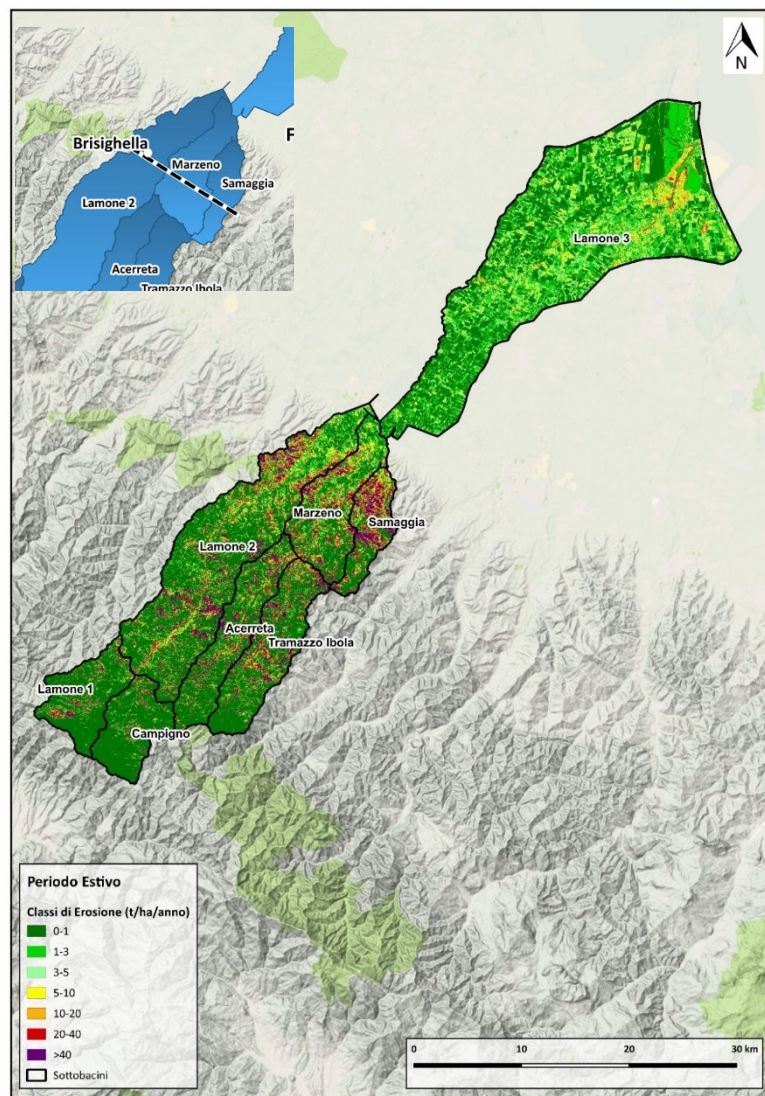 N
Brisighella
F
Marzeno
Samaggia
Lamone 2
Acerreta
Tramazzo Ibola
Lamone 3
Marzeno
Samaggia
Lamone 2
Acerreta
Tramazzo Ibola
Lamone 1
Campigno
Periodo Estivo
Classi di Erosione (t/ha/anno)
0-1
1-3
3-5
5-10
10-20
20-40
>40
Sottobacini
0 10 20 30 km